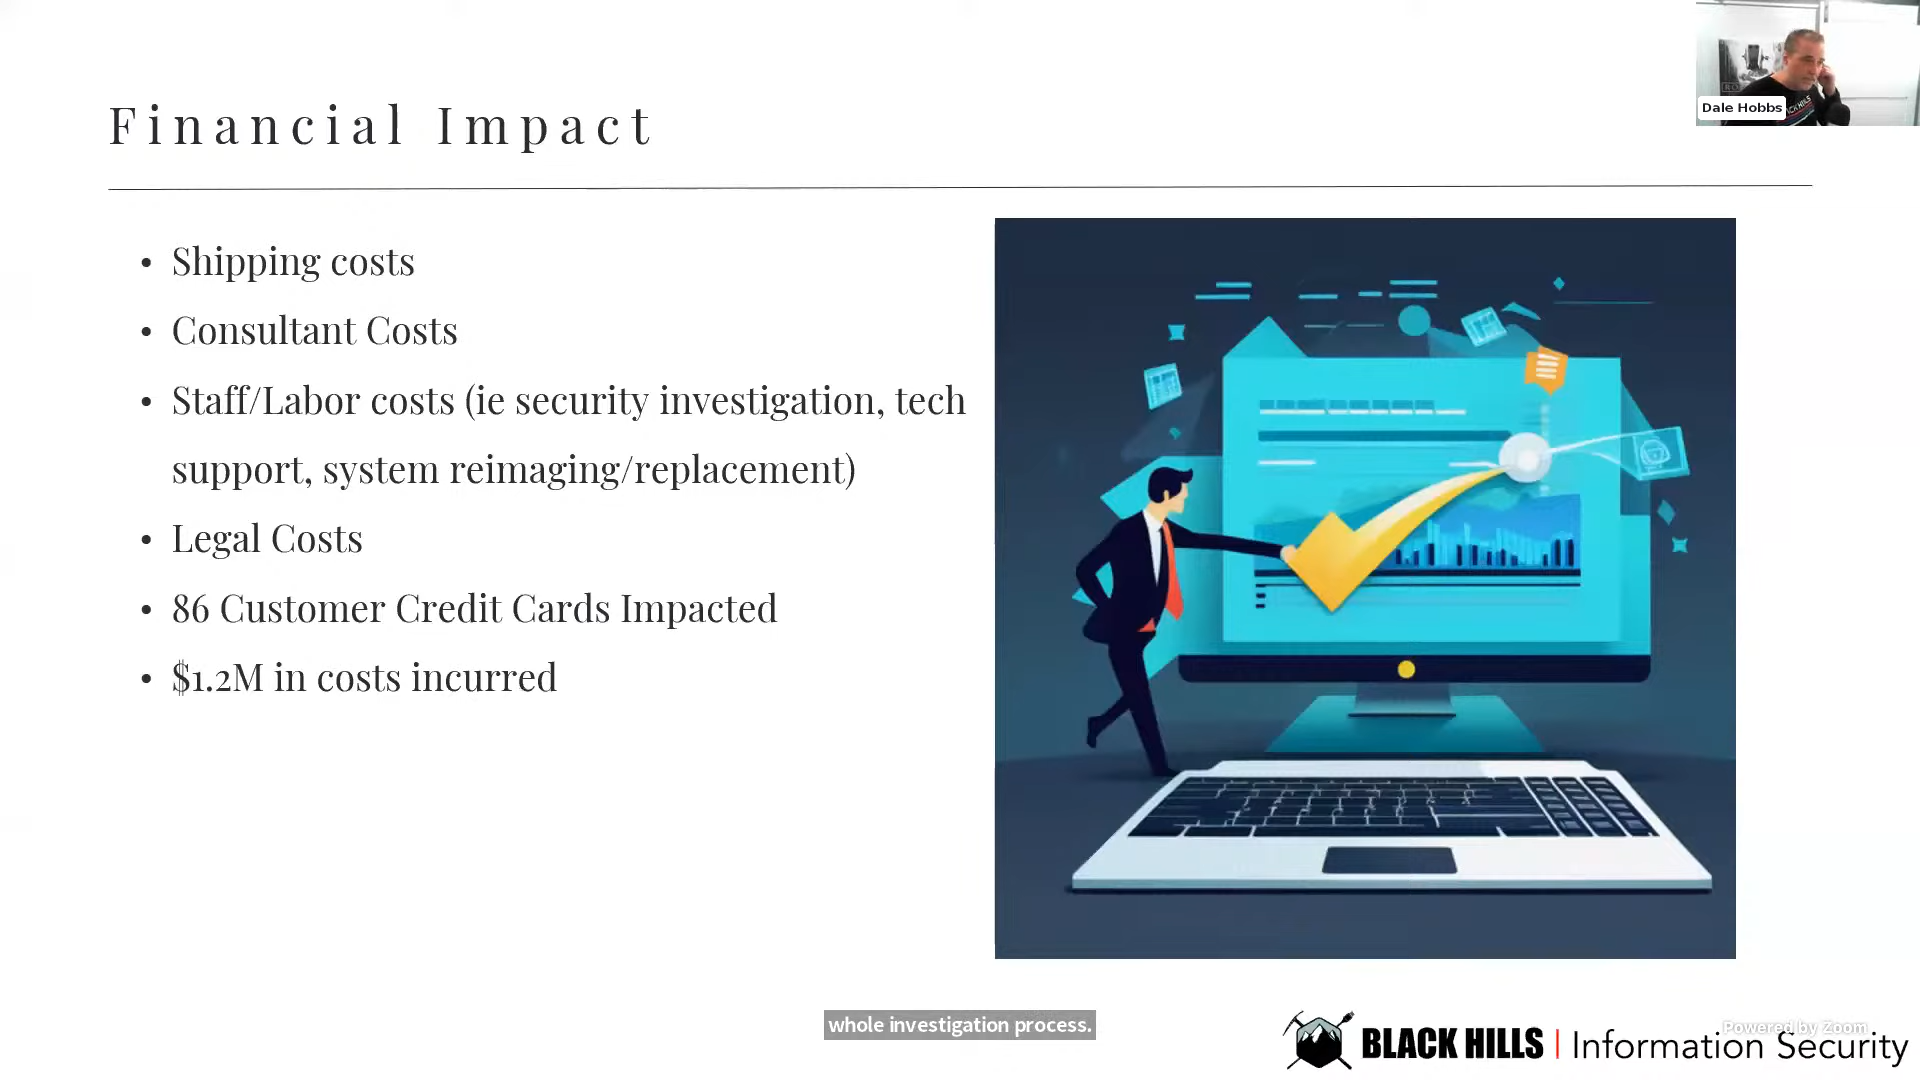 Dale Hobbs
Financial Impact
• Shipping costs
• Consultant Costs
• Staff/Labor costs (ie security investigation, tech
support, system reimaging/replacement)
• Legal Costs
• 86 Customer Credit Cards Impacted
• $1.2M in costs incurred
whole investigation process.
Powered by Zoom
BLACK HILLS | Information Security